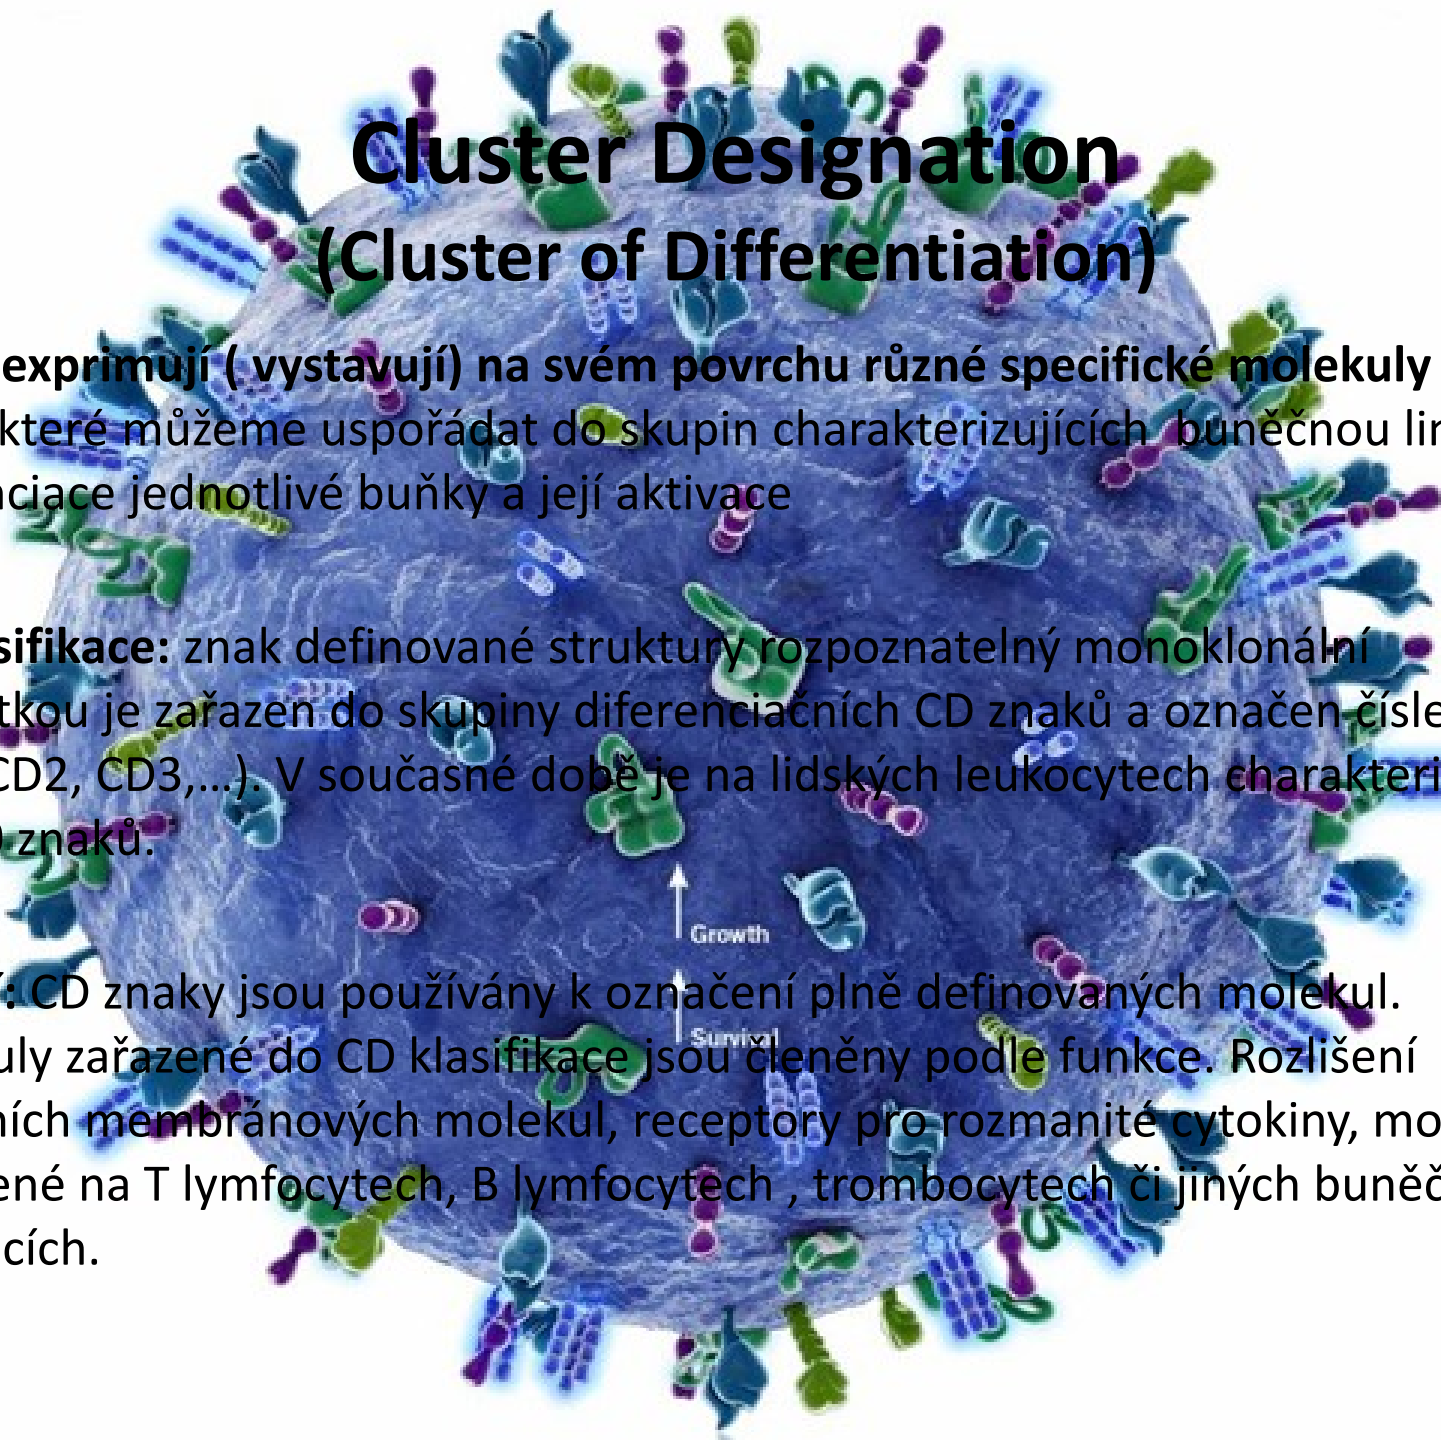 Cluster Designation
(Cluster of Differentiation)
exprimují ( vystavují) na svém povrchu různé specifické molekuly
které můžeme uspořádat do skupin charakterizujících buněčnou lin
nciace jednotlivé buňky a její aktivace
sifikace: znak definované struktury rozpoznatelný monoklonální
tkou je zařazen do skupiny diferenciačních CD znaků a označen čísle
CD2, CD3,…). V současné době je na lidských leukocytech charakteri
znaků.
: CD znaky jsou používány k označení plně definovaných molekul.
uly zařazené do CD klasifikace jsou členěny podle funkce. Rozlišení
ních membránových molekul, receptory pro rozmanité cytokiny, mo
ené na T lymfocytech, B lymfocytech , trombocytech či jiných buněč
cích.
Growth
Survival